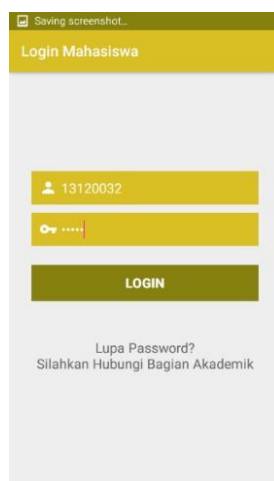 Saving screenshot...
Login Mahasiswa
13120032
•••••
LOGIN
Lupa Password?
Silahkan Hubungi Bagian Akademik